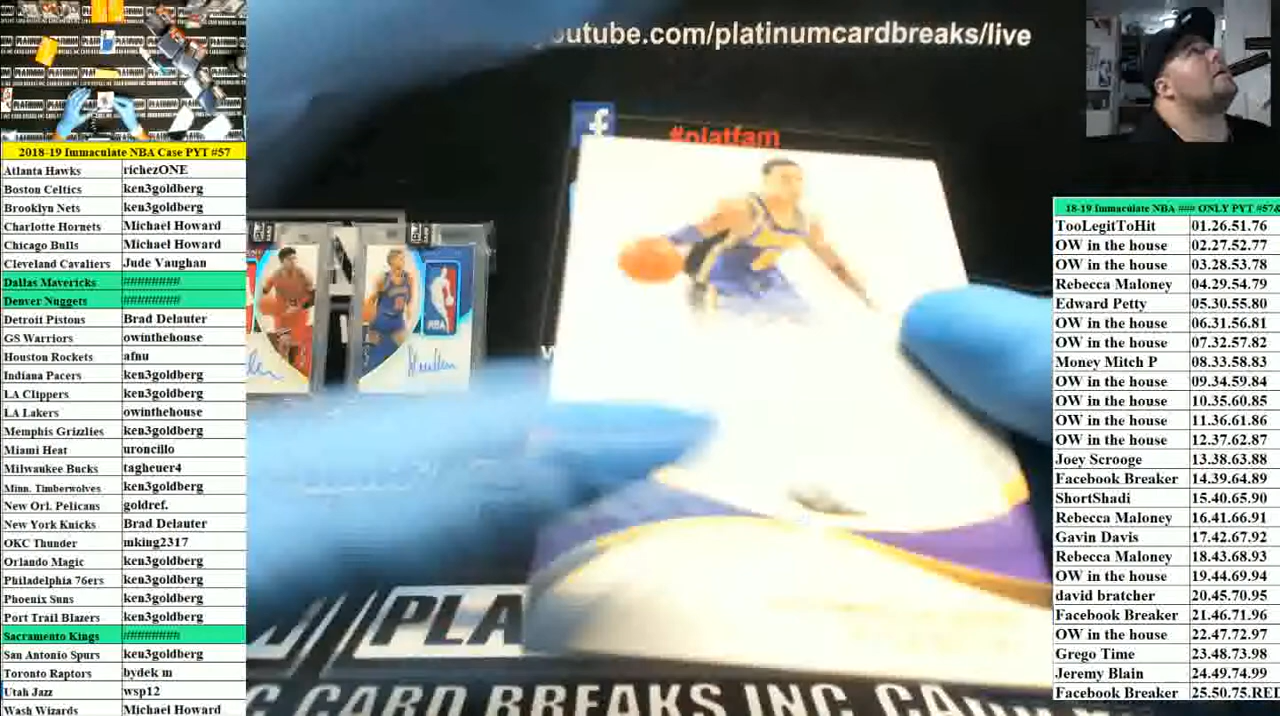 utube.com/platinumcardbreaks/live
#platfam
2018-19 Immaculate NBA Case PYT #57
Atlanta Hawks richezONE
Boston Celtics ken3goldberg
Brooklyn Nets ken3goldberg
Charlotte Hornets Michael Howard
Chicago Bulls Michael Howard
Cleveland Cavaliers Jude Vaughan
Dallas Mavericks ########
Denver Nuggets ########
Detroit Pistons Brad Delauter
GS Warriors owinthehouse
Houston Rockets afnu
Indiana Pacers ken3goldberg
LA Clippers ken3goldberg
LA Lakers owinthehouse
Memphis Grizzlies ken3goldberg
Miami Heat uroncillo
Milwaukee Bucks tagheuer4
Minn. Timberwolves ken3goldberg
New Orl. Pelicans goldref.
New York Knicks Brad Delauter
OKC Thunder mking2317
Orlando Magic ken3goldberg
Philadelphia 76ers ken3goldberg
Phoenix Suns ken3goldberg
Port Trail Blazers ken3goldberg
Sacramento Kings ########
San Antonio Spurs ken3goldberg
Toronto Raptors bydek m
Utah Jazz wsp12
Wash Wizards Michael Howard
NBA
PLA
CARD BREAKS INC
18-19 Immaculate NBA ### ONLY PYT #57&
TooLegitToHit 01.26.51.76
OW in the house 02.27.52.77
OW in the house 03.28.53.78
Rebecca Maloney 04.29.54.79
Edward Petty 05.30.55.80
OW in the house 06.31.56.81
OW in the house 07.32.57.82
Money Mitch P 08.33.58.83
OW in the house 09.34.59.84
OW in the house 10.35.60.85
OW in the house 11.36.61.86
OW in the house 12.37.62.87
Joey Scrooge 13.38.63.88
Facebook Breaker 14.39.64.89
ShortShadi 15.40.65.90
Rebecca Maloney 16.41.66.91
Gavin Davis 17.42.67.92
Rebecca Maloney 18.43.68.93
OW in the house 19.44.69.94
david bratcher 20.45.70.95
Facebook Breaker 21.46.71.96
OW in the house 22.47.72.97
Grego Time 23.48.73.98
Jeremy Blain 24.49.74.99
Facebook Breaker 25.50.75.RED